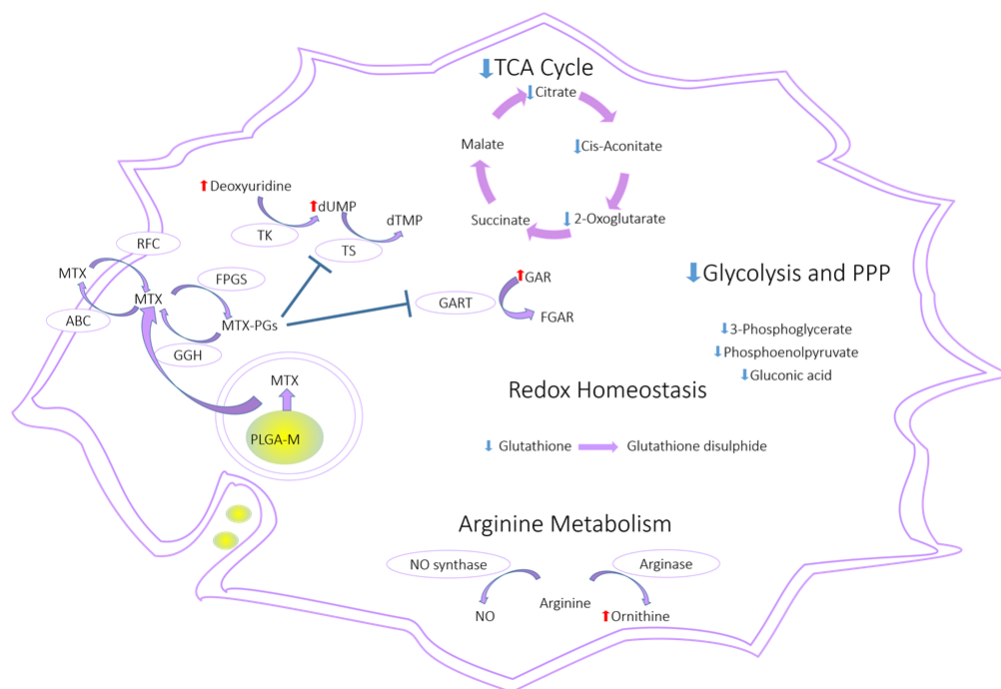 TCA Cycle
Citrate
Malate
Cis-Aconitate
Succinate
2-Oxoglutarate
Deoxyuridine
dUMP
dTMP
TK
TS
RFC
MTX
MTX
FPGS
ABC
MTX-PGs
GGH
GAR
GART
FGAR
Glycolysis and PPP
3-Phosphoglycerate
Phosphoenolpyruvate
Gluconic acid
MTX
PLGA-M
Redox Homeostasis
Glutathione
Glutathione disulphide
Arginine Metabolism
NO synthase
Arginase
Arginine
NO
Ornithine